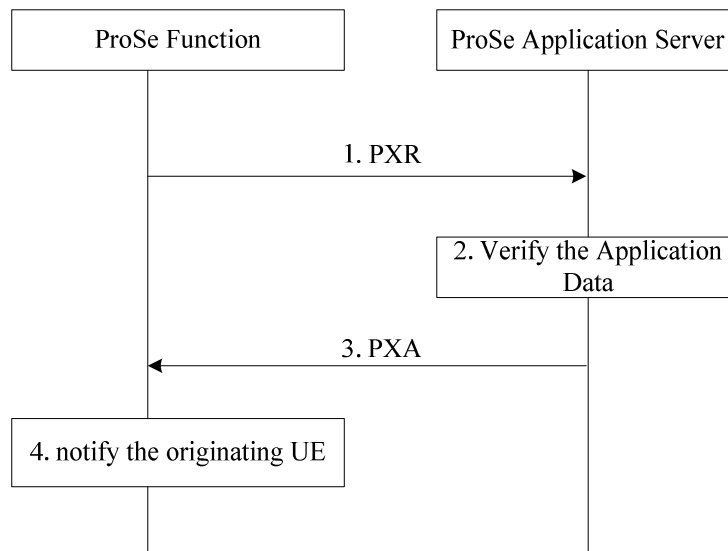 ProSe Function
ProSe Application Server
1. PXR
2. Verify the Application
Data
3. PXA
4. notify the originating UE